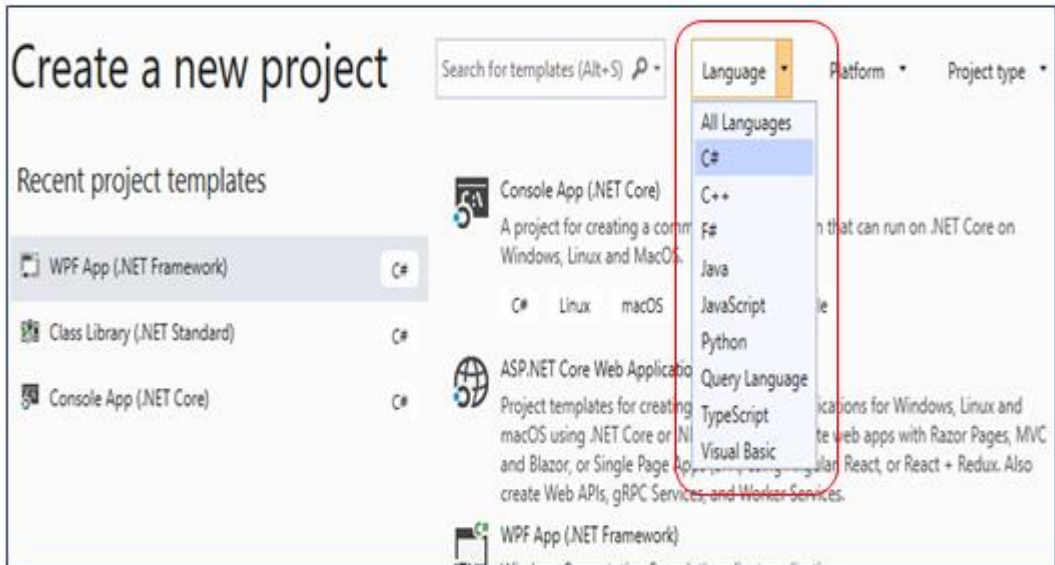 Create a new project
Search for templates (Alt+S)
Language
Platform
Project type
All Languages
C#
C++
F#
Java
JavaScript
Python
Query Language
TypeScript
Visual Basic
Recent project templates
WPF App (.NET Framework) C#
Class Library (.NET Standard) C#
Console App (.NET Core) C#
Console App (.NET Core)
A project for creating a comm n that can run on .NET Core on
Windows, Linux and MacOS.
C# Linux macOS le
ASP.NET Core Web Applicatio
Project templates for creating ications for Windows, Linux and
macOS using .NET Core or .N te web apps with Razor Pages, MVC
and Blazor, or Single Page React, or React + Redux. Also
create Web APIs, gRPC Services, and Worker Services.
WPF App (.NET Framework)